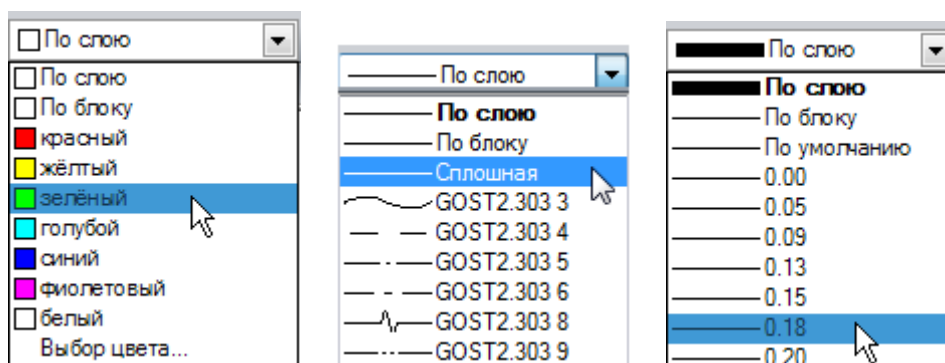 По слою
По слою
По блоку
красный
жёлтый
зелёный
голубой
синий
фиолетовый
белый
Выбор цвета...
По слою
По слою
По блоку
Сплошная
GOST2.303 3
GOST2.303 4
GOST2.303 5
GOST2.303 6
GOST2.303 8
GOST2.303 9
По слою
По слою
По блоку
По умолчанию
0.00
0.05
0.09
0.13
0.15
0.18
0.20